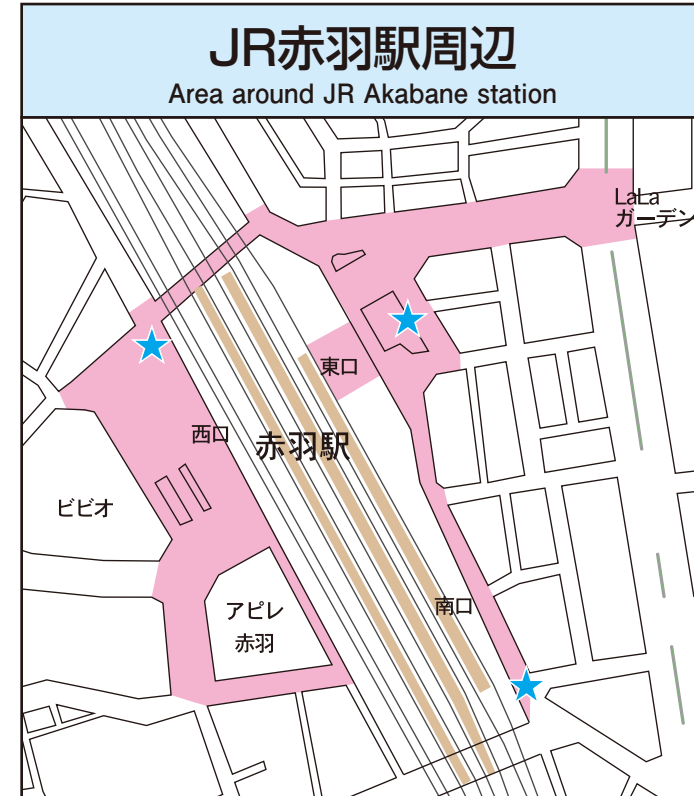 JR赤羽駅周辺
Area around JR Akabane station
LaLa
ガーデン
東口
西口
赤羽駅
ビビオ
アピレ
赤羽
南口